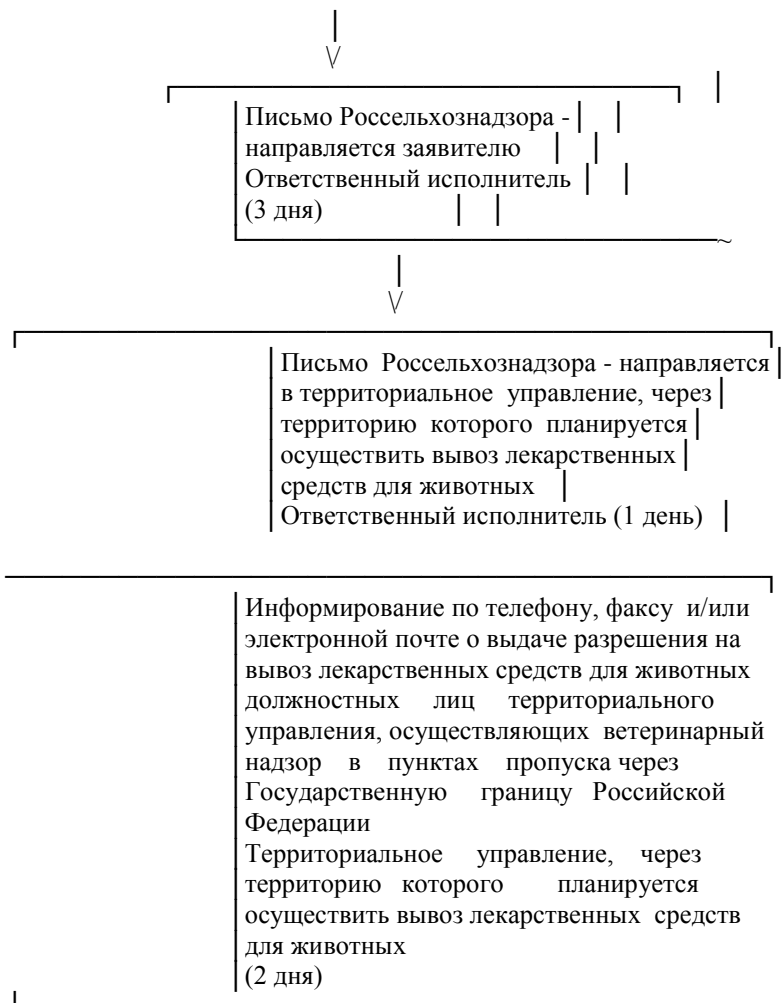 Письмо Россельхознадзора -
направляется заявителю
Ответственный исполнитель
(3 дня)
Письмо Россельхознадзора - направляется
в территориальное управление, через
территорию которого планируется
осуществить вывоз лекарственных
средств для животных
Ответственный исполнитель (1 день)
Информирование по телефону, факсу и/или
электронной почте о выдаче разрешения на
вывоз лекарственных средств для животных
должностных лиц территориального
управления, осуществляющих ветеринарный
надзор в пунктах пропуска через
Государственную границу Российской
Федерации
Территориальное управление, через
территорию которого планируется
осуществить вывоз лекарственных средств
для животных
(2 дня)